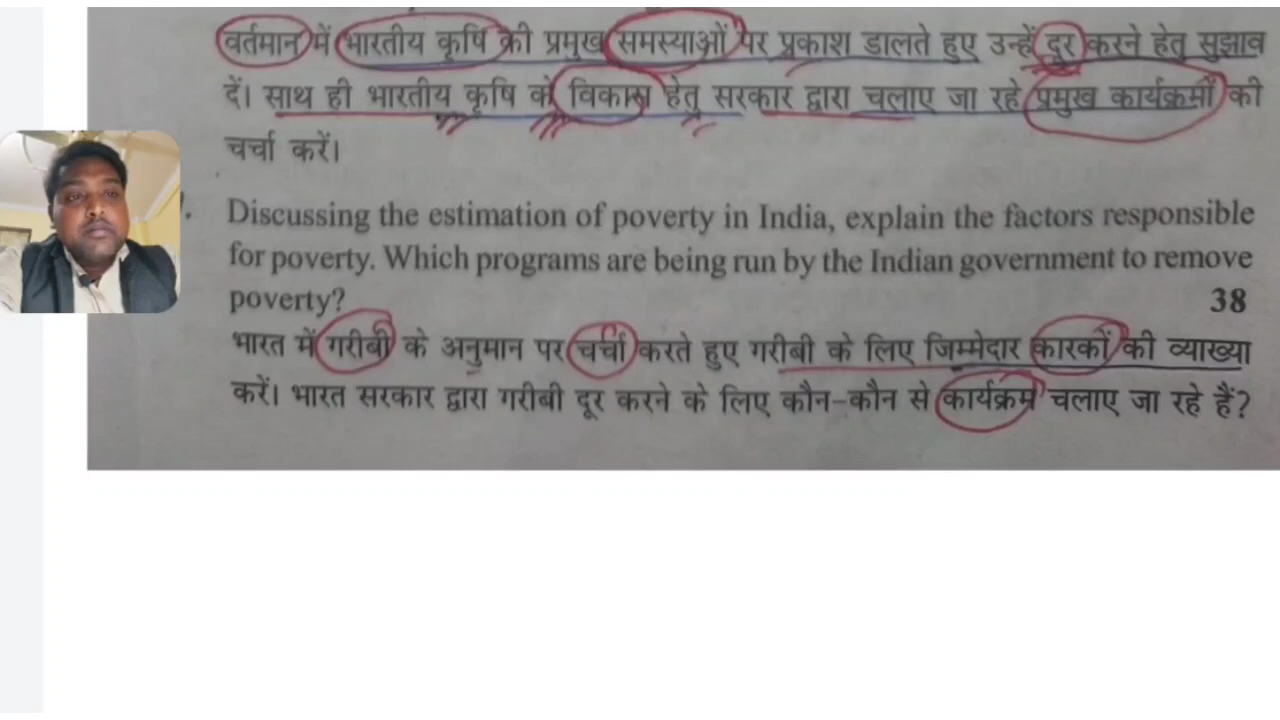 वर्तमान में भारतीय कृषि की प्रमुख समस्याओं पर प्रकाश डालते हुए उन्हें दूर करने हेतु सुझाव
दें। साथ ही भारतीय कृषि के विकास हेतु सरकार द्वारा चलाए जा रहे प्रमुख कार्यक्रमों की
चर्चा करें।
Discussing the estimation of poverty in India, explain the factors responsible
for poverty. Which programs are being run by the Indian government to remove
poverty? 38
भारत में गरीबी के अनुमान पर चर्चा करते हुए गरीबी के लिए जिम्मेदार कारकों की व्याख्या
करें। भारत सरकार द्वारा गरीबी दूर करने के लिए कौन-कौन से कार्यक्रम चलाए जा रहे हैं?